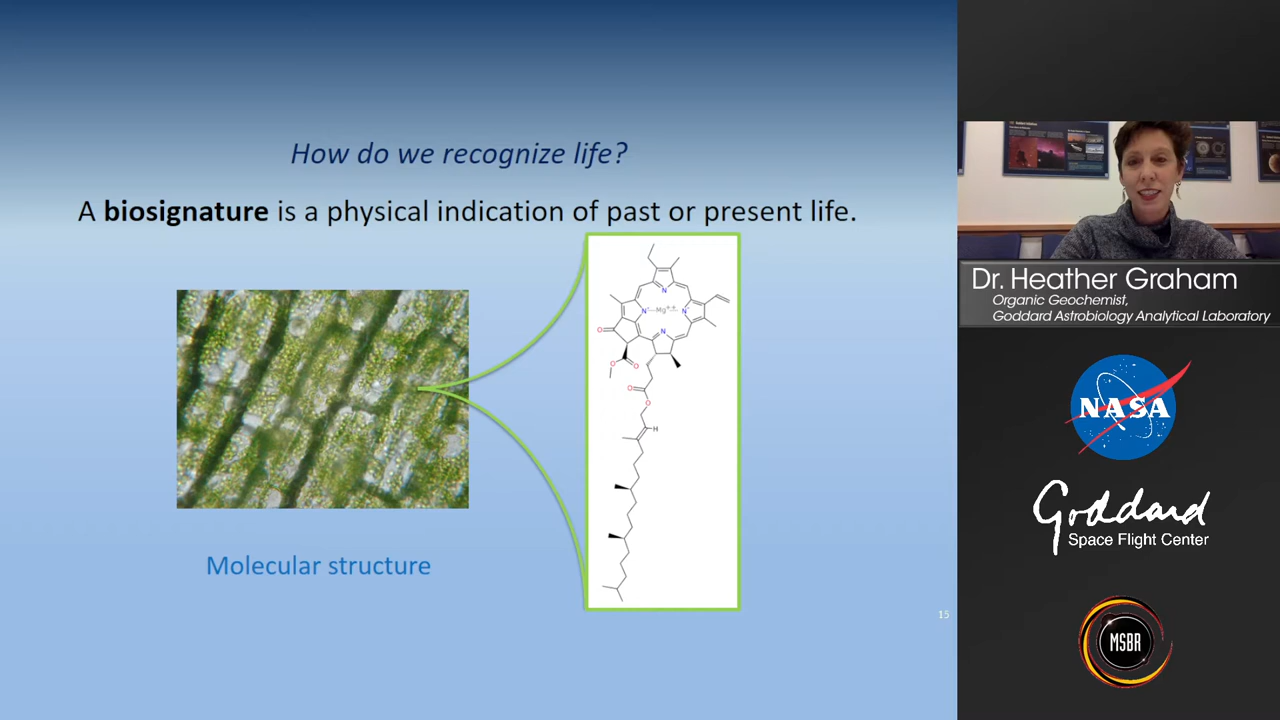 How do we recognize life?
A biosignature is a physical indication of past or present life.
N
N
Mg++
N
N
O
O
O
O
O
H
Molecular structure
15
Dr. Heather Graham
Organic Geochemist,
Goddard Astrobiology Analytical Laboratory
NASA
Goddard
Space Flight Center
MSBR